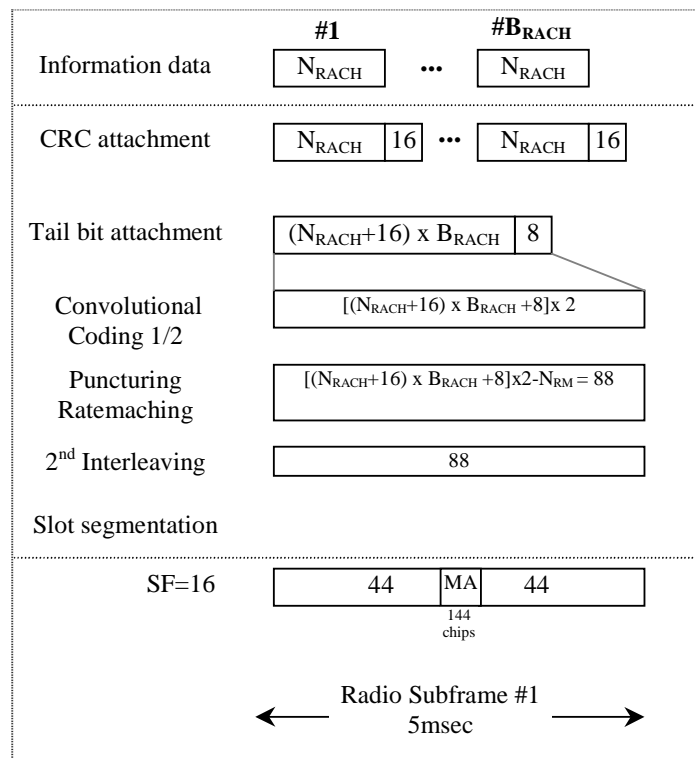 #1 #B_RACH
Information data N_RACH ••• N_RACH
CRC attachment N_RACH 16 ••• N_RACH 16
Tail bit attachment (N_RACH+16) x B_RACH 8
Convolutional
Coding 1/2
[(N_RACH+16) x B_RACH +8]x 2
Puncturing
Ratemaching
[(N_RACH+16) x B_RACH +8]x2-N_RM = 88
2nd Interleaving 88
Slot segmentation
SF=16 44 MA 44
144
chips
Radio Subframe #1
5msec